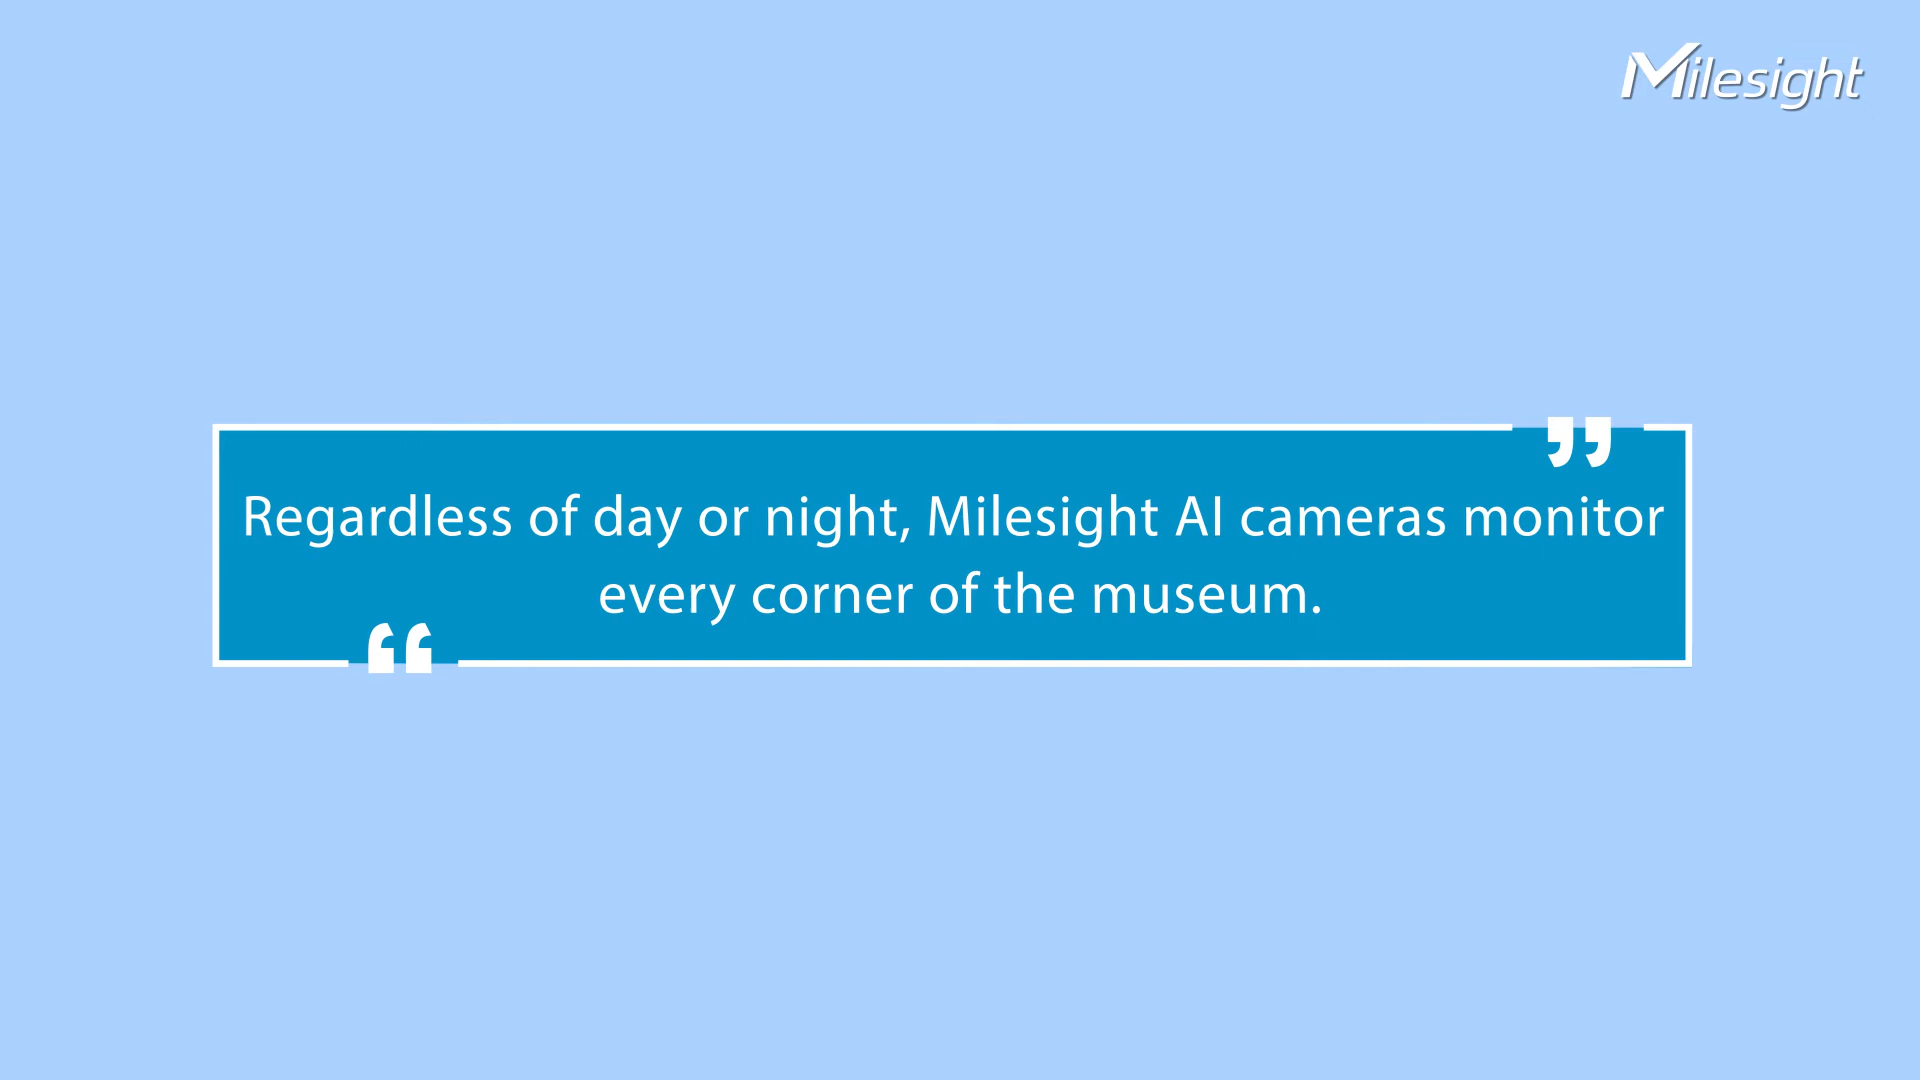 Milesight
”
Regardless of day or night, Milesight AI cameras monitor
every corner of the museum.
“